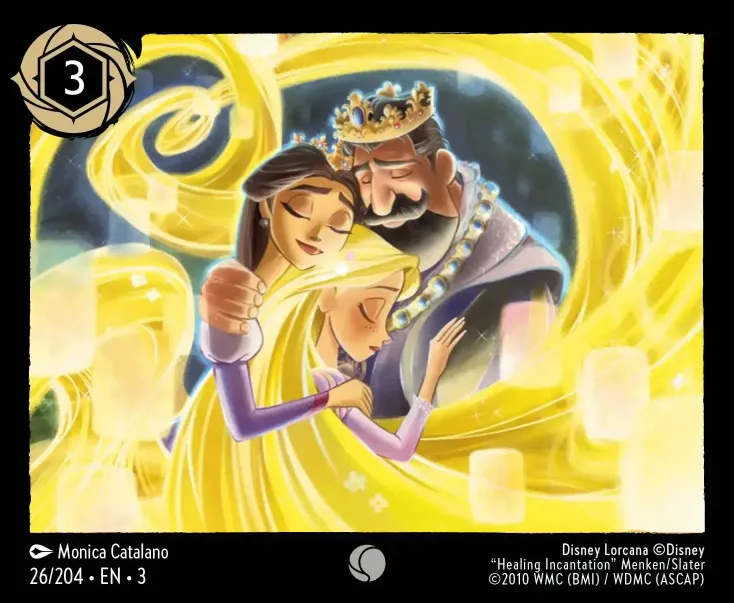 3
Monica Catalano
26/204 • EN • 3
Disney Lorcana ©Disney
“Healing Incantation” Menken/Slater
©2010 WMC (BMI) / WDMC (ASCAP)